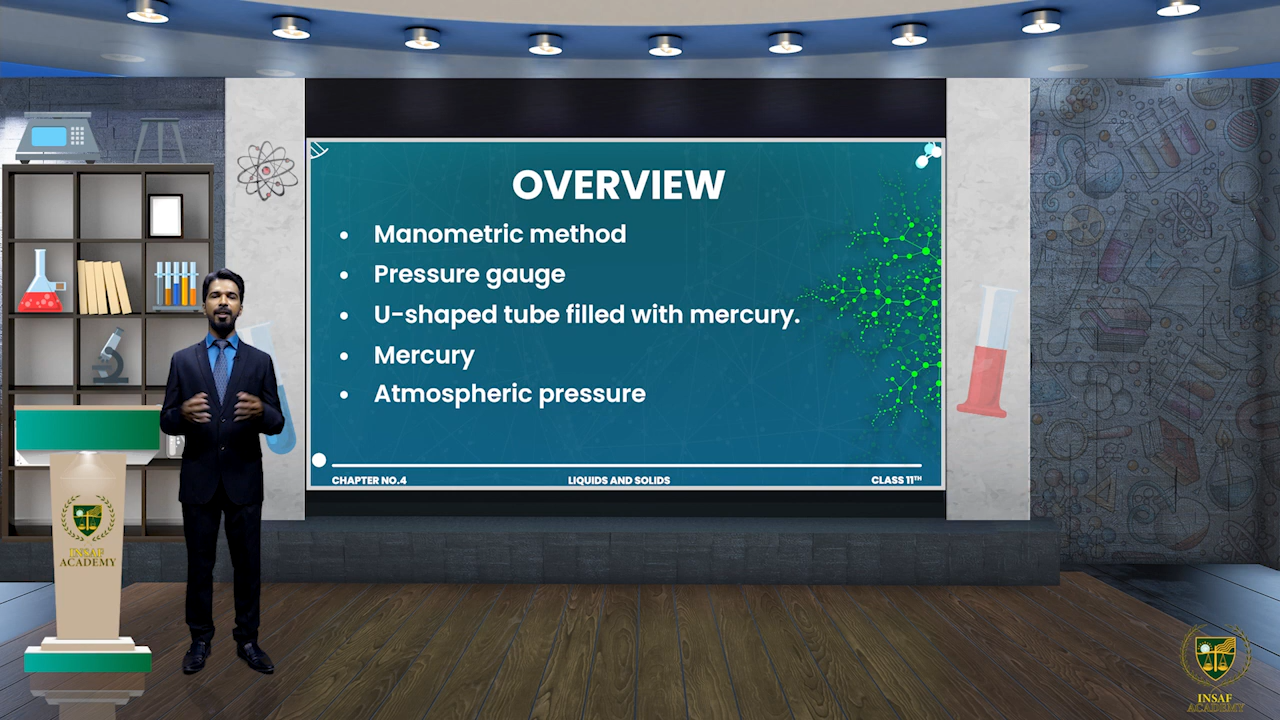 OVERVIEW
• Manometric method
• Pressure gauge
• U-shaped tube filled with mercury.
• Mercury
• Atmospheric pressure
CHAPTER NO.4 LIQUIDS AND SOLIDS CLASS 11TH
INSAF
ACADEMY
INSAF
ACADEMY